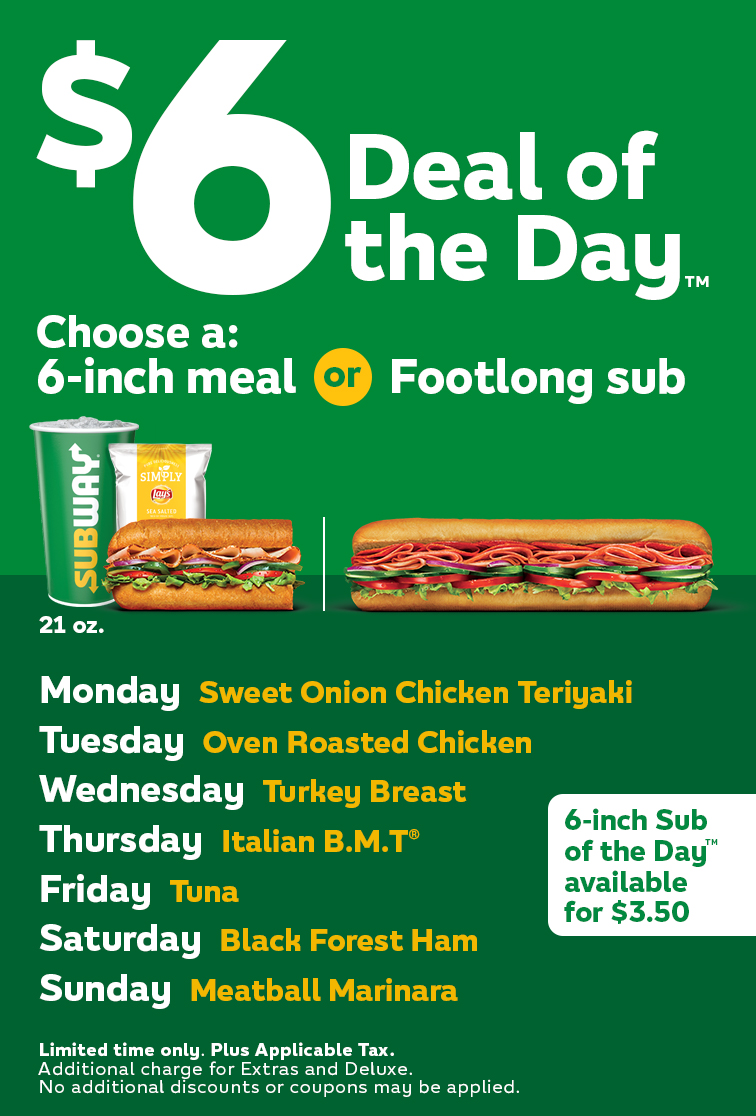 $6 Deal of
the Day™
Choose a:
6-inch meal or Footlong sub
SUBWAY
SIMPLY
Lay's
SEA SALTED
21 oz.
Monday Sweet Onion Chicken Teriyaki
Tuesday Oven Roasted Chicken
Wednesday Turkey Breast
Thursday Italian B.M.T®
Friday Tuna
Saturday Black Forest Ham
Sunday Meatball Marinara
6-inch Sub
of the Day™
available
for $3.50
Limited time only. Plus Applicable Tax.
Additional charge for Extras and Deluxe.
No additional discounts or coupons may be applied.